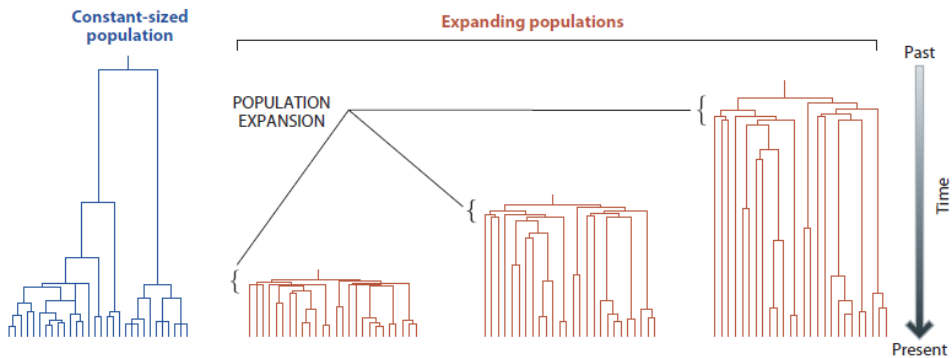 Constant-sized
population
Expanding populations
Past
POPULATION
EXPANSION
Time
Present